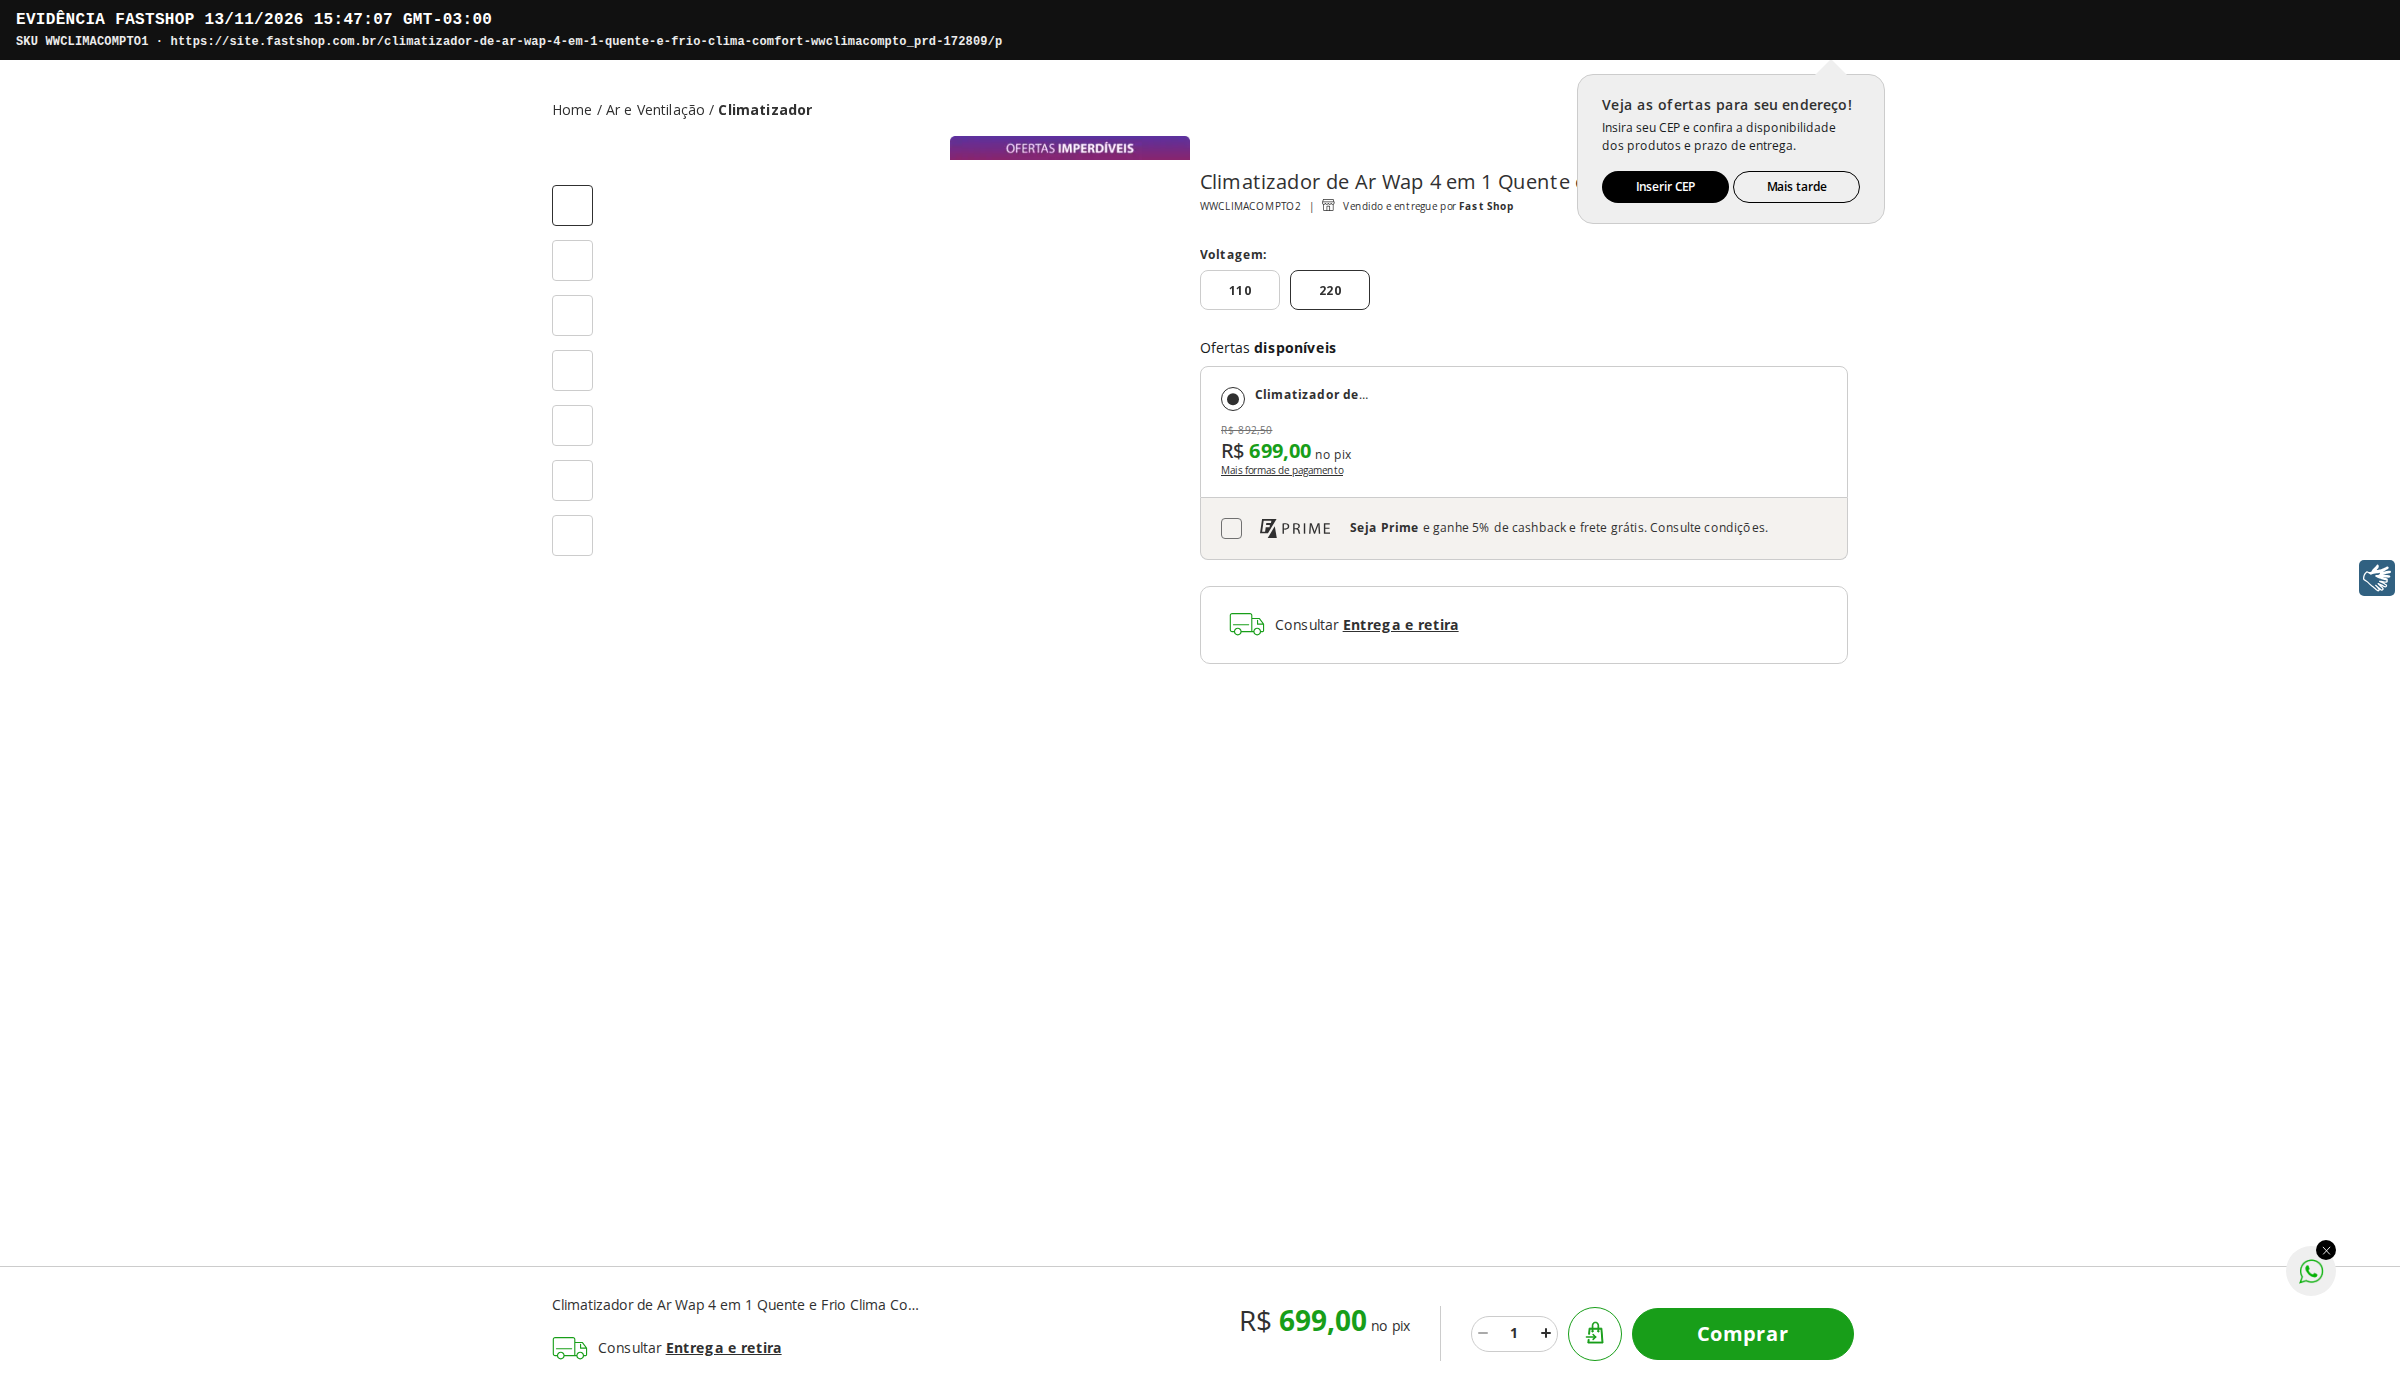 EVIDÊNCIA FASTSHOP 13/11/2026 15:47:07 GMT-03:00
SKU WWCLIMACOMPTO1 · https://site.fastshop.com.br/climatizador-de-ar-wap-4-em-1-quente-e-frio-clima-comfort-wwclimacompto_prd-172809/p
Home / Ar e Ventilação / Climatizador
Veja as ofertas para seu endereço!
Insira seu CEP e confira a disponibilidade
dos produtos e prazo de entrega.
Inserir CEP
Mais tarde
OFERTAS IMPERDÍVEIS
Climatizador de Ar Wap 4 em 1 Quente
WWCLIMACOMPTO2 | Vendido e entregue por Fast Shop
Voltagem:
110
220
Ofertas disponíveis
Climatizador de...
R$ 892,50
R$ 699,00 no pix
Mais formas de pagamento
PRIME
Seja Prime e ganhe 5% de cashback e frete grátis. Consulte condições.
Consultar Entrega e retira
Climatizador de Ar Wap 4 em 1 Quente e Frio Clima Co...
Consultar Entrega e retira
R$ 699,00 no pix
1
Comprar